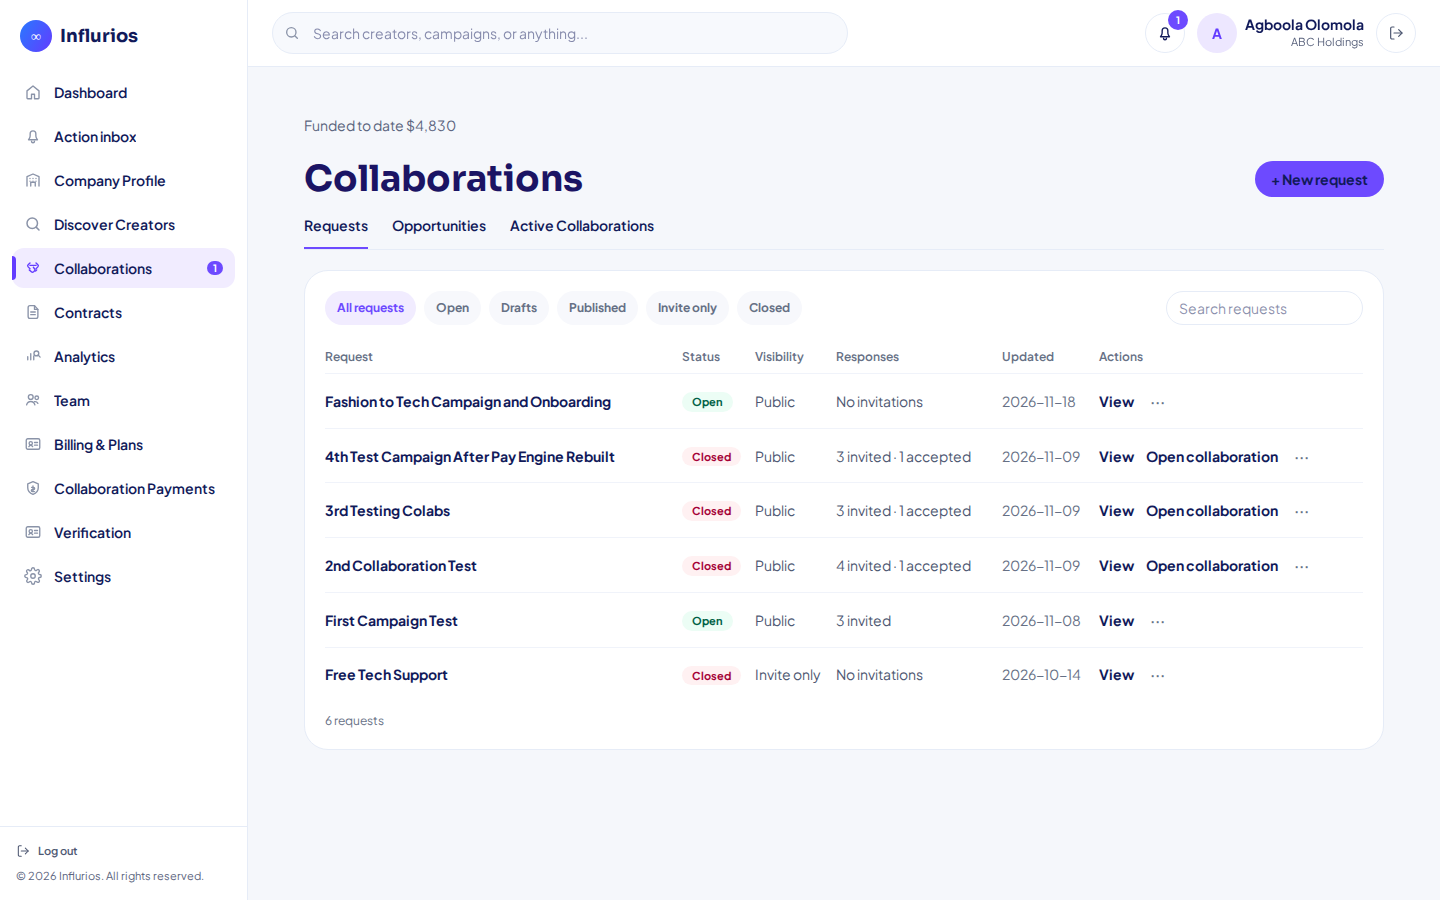 ∞ Influrios
Search creators, campaigns, or anything...
1
A
Agboola Olomola
ABC Holdings
Dashboard
Action inbox
Company Profile
Discover Creators
Collaborations 1
Contracts
Analytics
Team
Billing & Plans
Collaboration Payments
Verification
Settings
Log out
© 2026 Influrios. All rights reserved.
Funded to date $4,830
Collaborations
+ New request
Requests Opportunities Active Collaborations
All requests Open Drafts Published Invite only Closed Search requests
Request Status Visibility Responses Updated Actions
Fashion to Tech Campaign and Onboarding Open Public No invitations 2026-11-18 View ...
4th Test Campaign After Pay Engine Rebuilt Closed Public 3 invited · 1 accepted 2026-11-09 View Open collaboration ...
3rd Testing Colabs Closed Public 3 invited · 1 accepted 2026-11-09 View Open collaboration ...
2nd Collaboration Test Closed Public 4 invited · 1 accepted 2026-11-09 View Open collaboration ...
First Campaign Test Open Public 3 invited 2026-11-08 View ...
Free Tech Support Closed Invite only No invitations 2026-10-14 View ...
6 requests